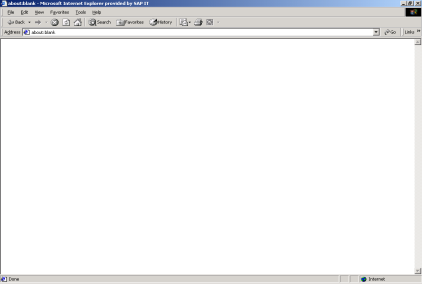 about:blank - Microsoft Internet Explorer provided by SAP IT
File Edit View Favorites Tools Help
Back Search Favorites History
Address about:blank Go Links »
Done Internet